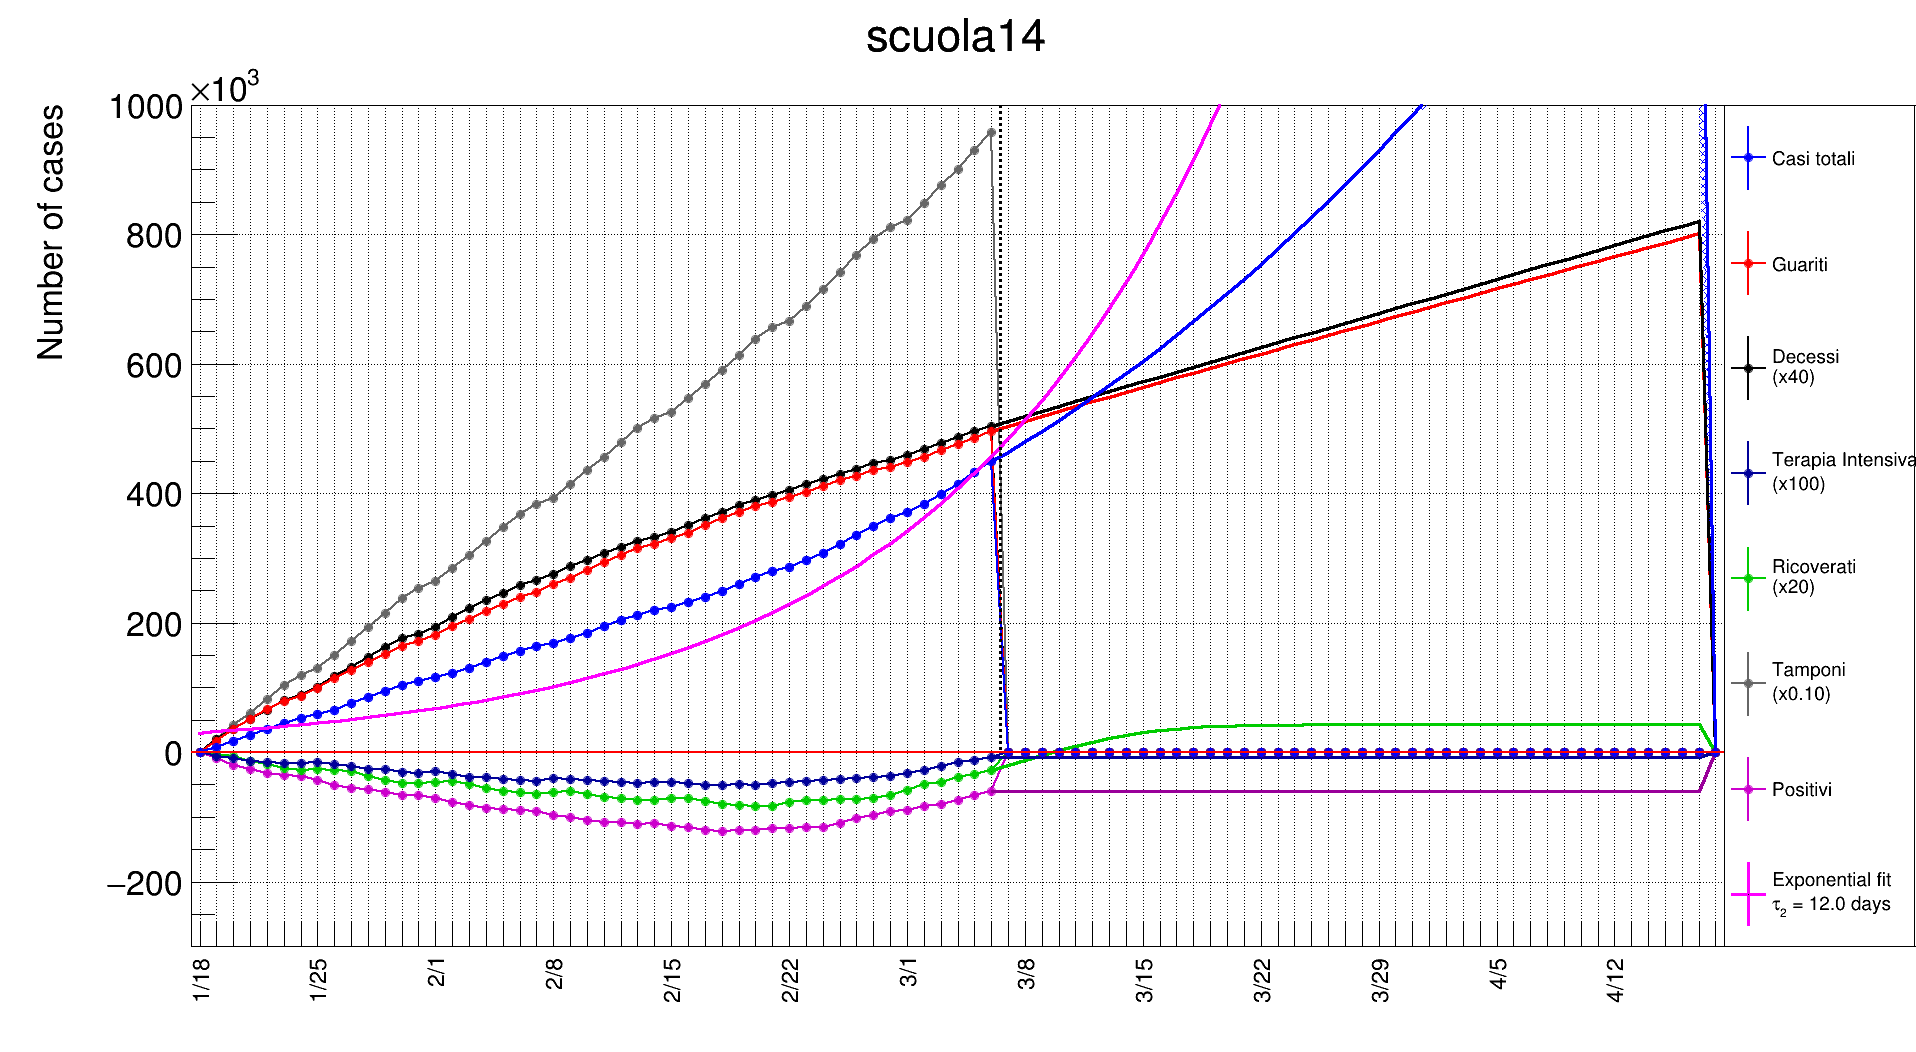 scuola14
×10³
Number of cases
1000
800
600
400
200
0
−200
1/18
1/25
2/1
2/8
2/15
2/22
3/1
3/8
3/15
3/22
3/29
4/5
4/12
Casi totali
Guariti
Decessi
(x40)
Terapia Intensiva
(x100)
Ricoverati
(x20)
Tamponi
(x0.10)
Positivi
Exponential fit
τ₂ = 12.0 days